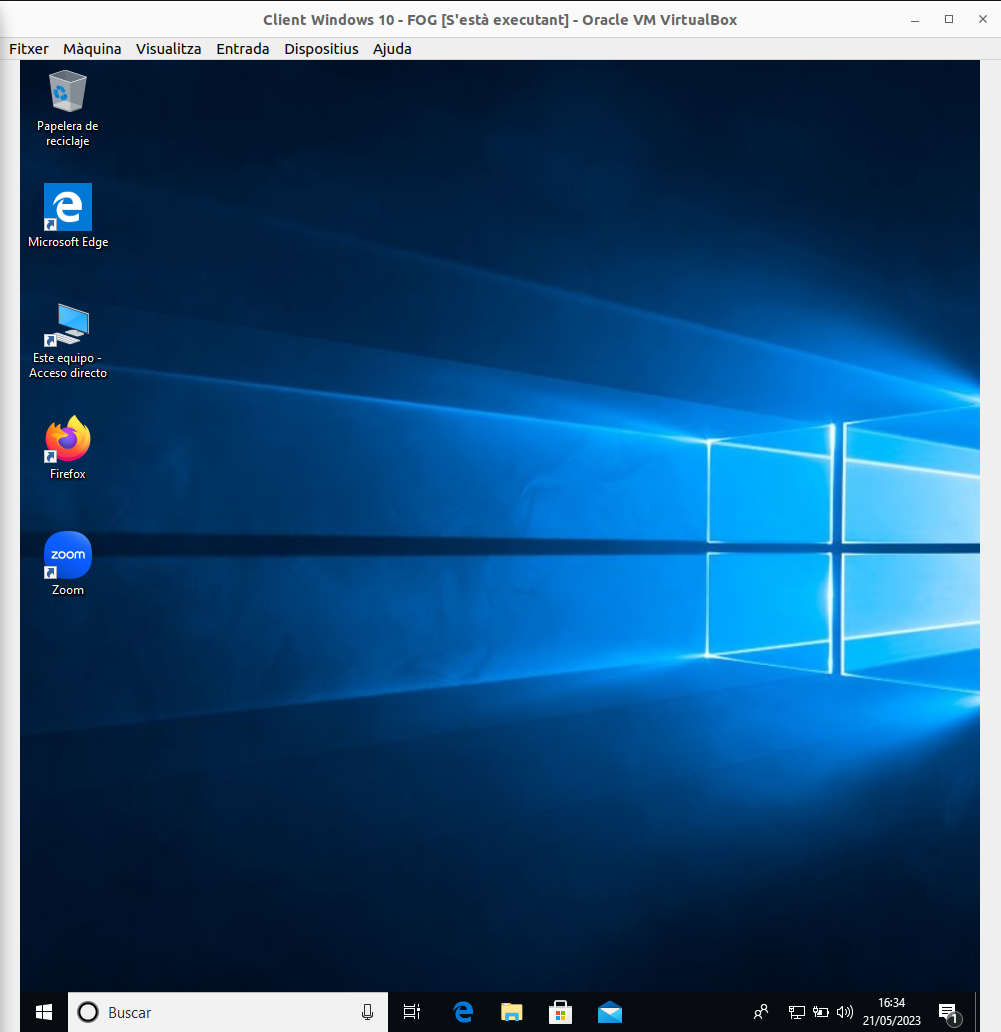 Client Windows 10 - FOG [S'està executant] - Oracle VM VirtualBox
Fitxer Màquina Visualitza Entrada Dispositius Ajuda
Papelera de
reciclaje
Microsoft Edge
Este equipo -
Acceso directo
Firefox
zoom
Zoom
Buscar
16:34
21/05/2023
1